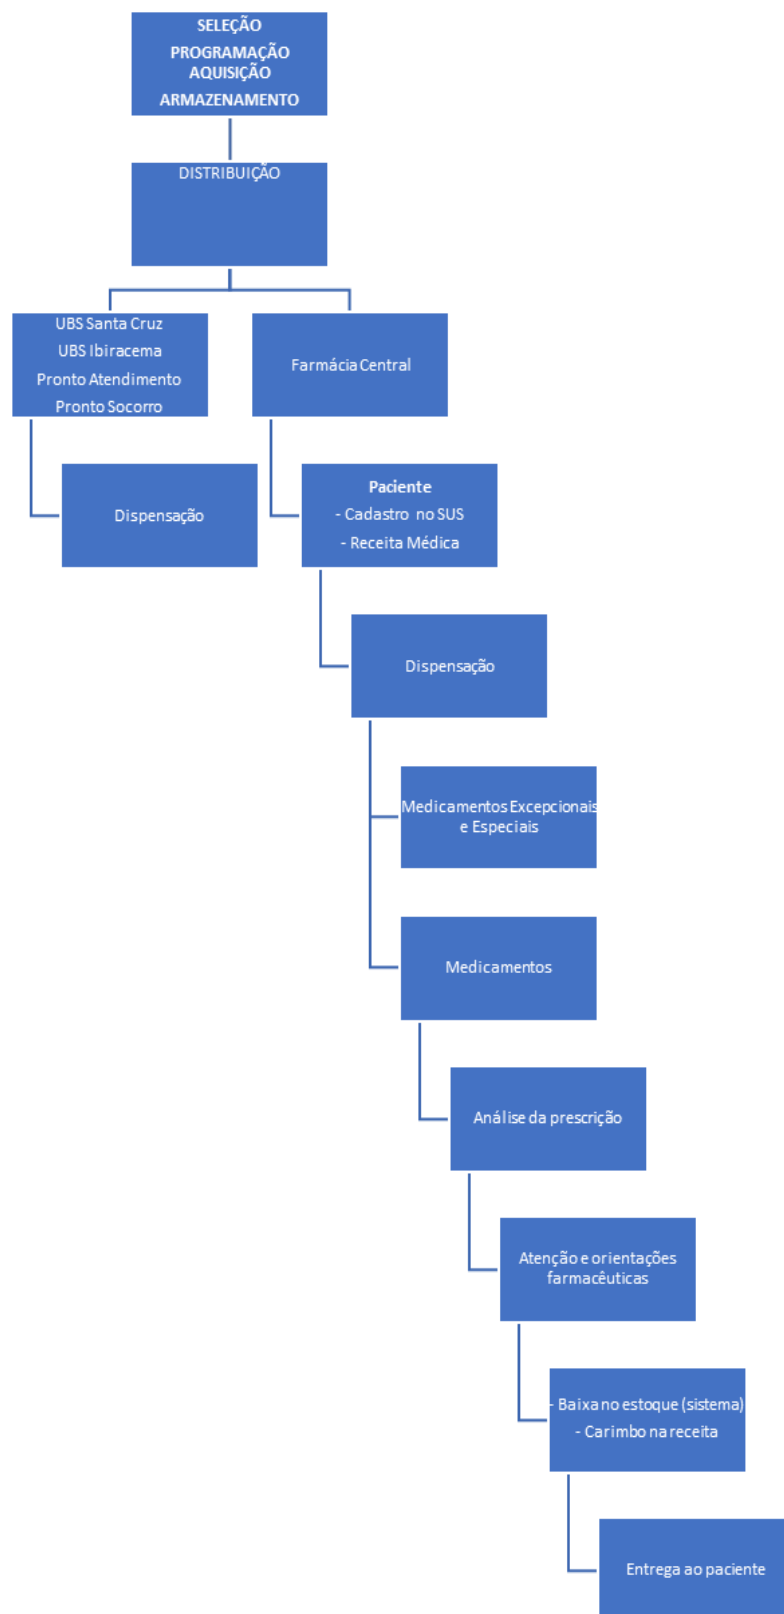 SELEÇÃO
PROGRAMAÇÃO
AQUISIÇÃO
ARMAZENAMENTO
DISTRIBUIÇÃO
UBS Santa Cruz
UBS Ibiracema
Pronto Atendimento
Pronto Socorro
Farmácia Central
Dispensação
Paciente
- Cadastro no SUS
- Receita Médica
Dispensação
Medicamentos Excepcionais
e Especiais
Medicamentos
Análise da prescrição
Atenção e orientações
farmacêuticas
- Baixa no estoque (sistema)
- Carimbo na receita
Entrega ao paciente